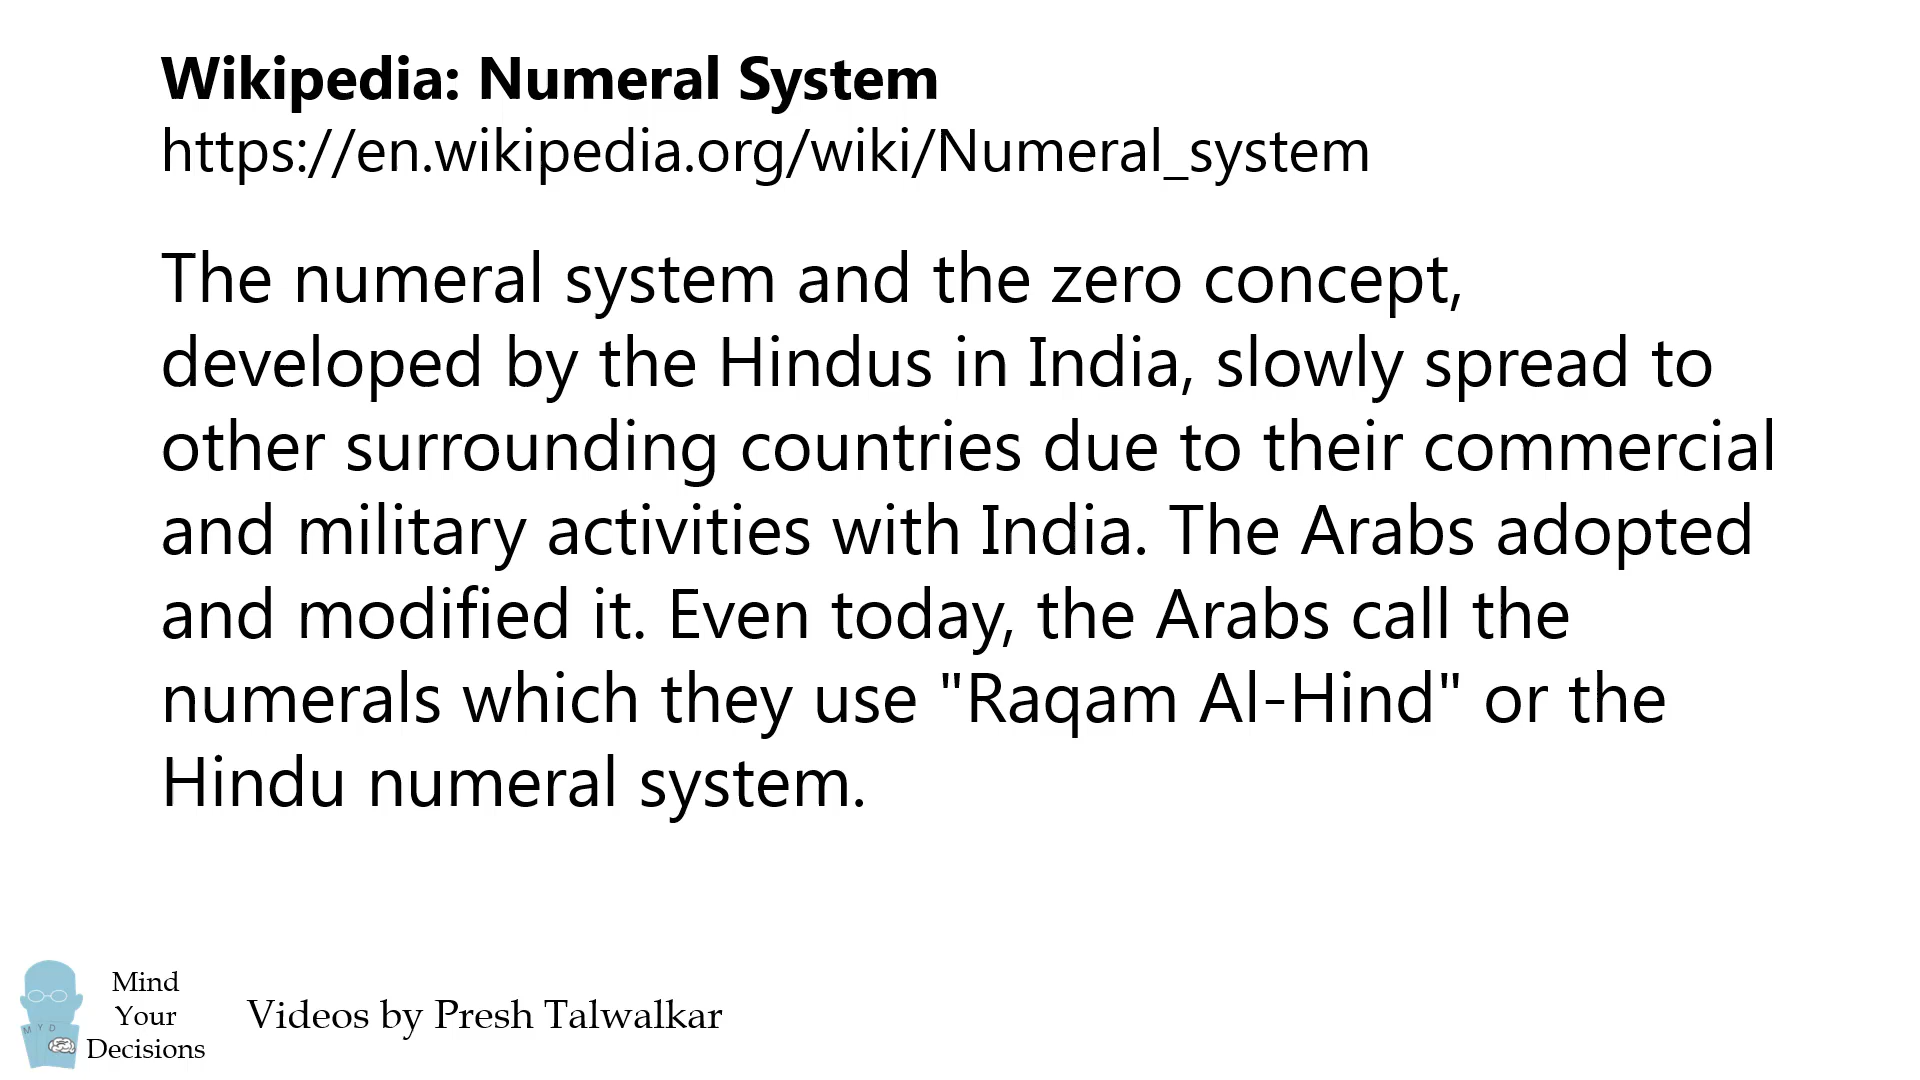 Wikipedia: Numeral System
https://en.wikipedia.org/wiki/Numeral_system
The numeral system and the zero concept,
developed by the Hindus in India, slowly spread to
other surrounding countries due to their commercial
and military activities with India. The Arabs adopted
and modified it. Even today, the Arabs call the
numerals which they use "Raqam Al-Hind" or the
Hindu numeral system.
Mind
Your
Decisions
M Y D
Videos by Presh Talwalkar